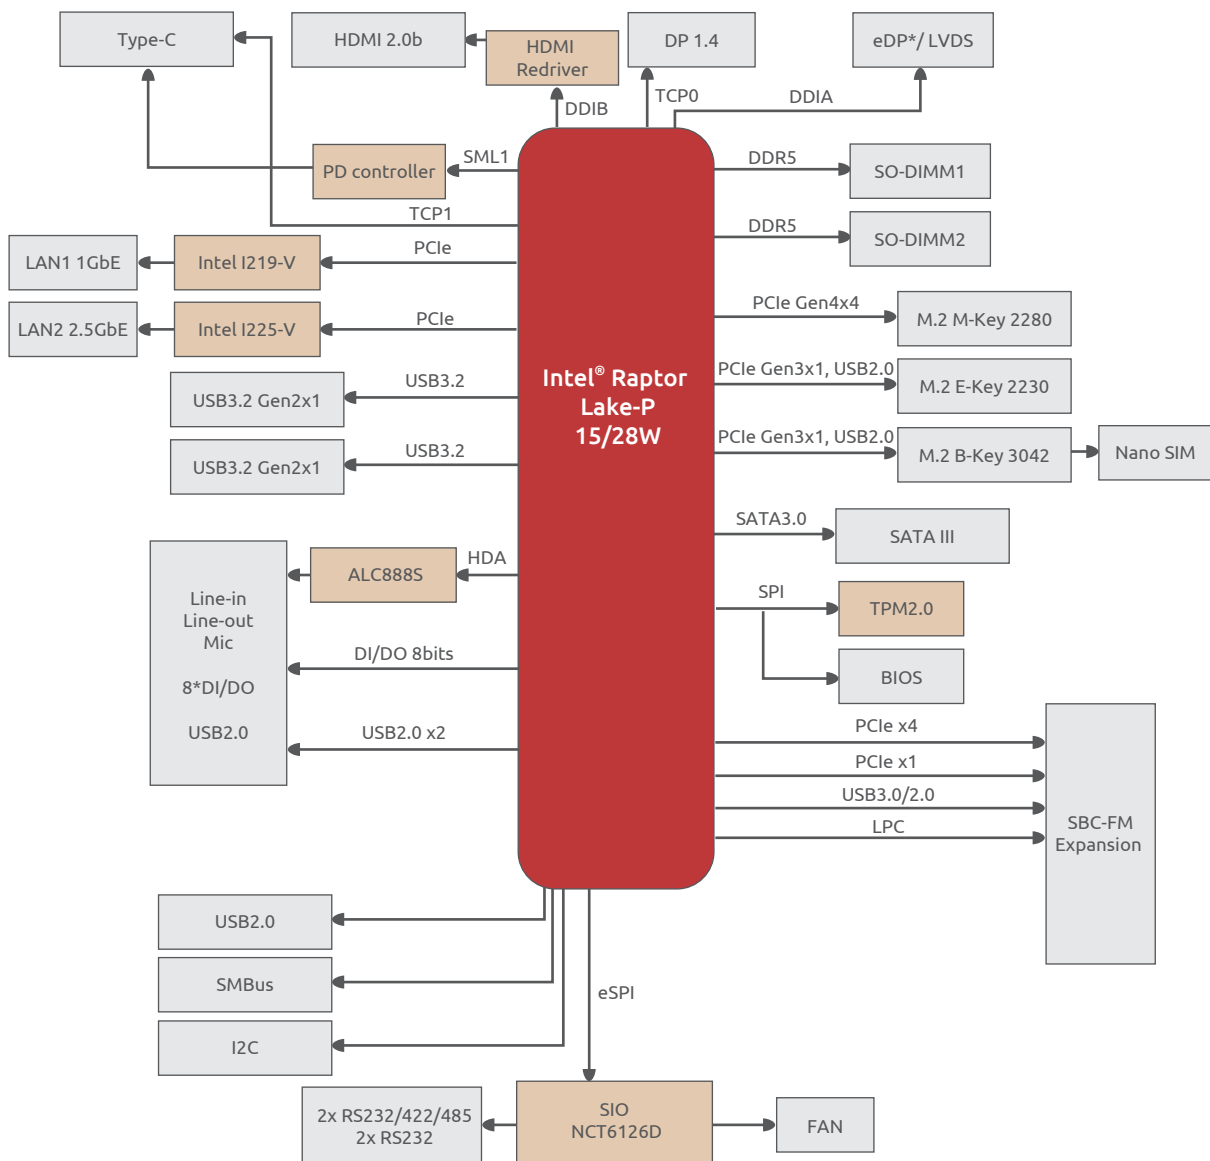 Type-C
HDMI 2.0b
HDMI
Redriver
DP 1.4
eDP*/ LVDS
DDIB
TCP0
DDIA
SML1
PD controller
TCP1
DDR5
SO-DIMM1
DDR5
SO-DIMM2
LAN1 1GbE
Intel I219-V
PCIe
LAN2 2.5GbE
Intel I225-V
PCIe
PCIe Gen4x4
M.2 M-Key 2280
USB3.2 Gen2x1
USB3.2
Intel® Raptor
Lake-P
15/28W
PCIe Gen3x1, USB2.0
M.2 E-Key 2230
USB3.2 Gen2x1
USB3.2
PCIe Gen3x1, USB2.0
M.2 B-Key 3042
Nano SIM
SATA3.0
SATA III
ALC888S
HDA
Line-in
Line-out
Mic
8*DI/DO
USB2.0
DI/DO 8bits
USB2.0 x2
SPI
TPM2.0
BIOS
PCIe x4
PCIe x1
USB3.0/2.0
LPC
SBC-FM
Expansion
USB2.0
SMBus
I2C
eSPI
2x RS232/422/485
2x RS232
SIO
NCT6126D
FAN